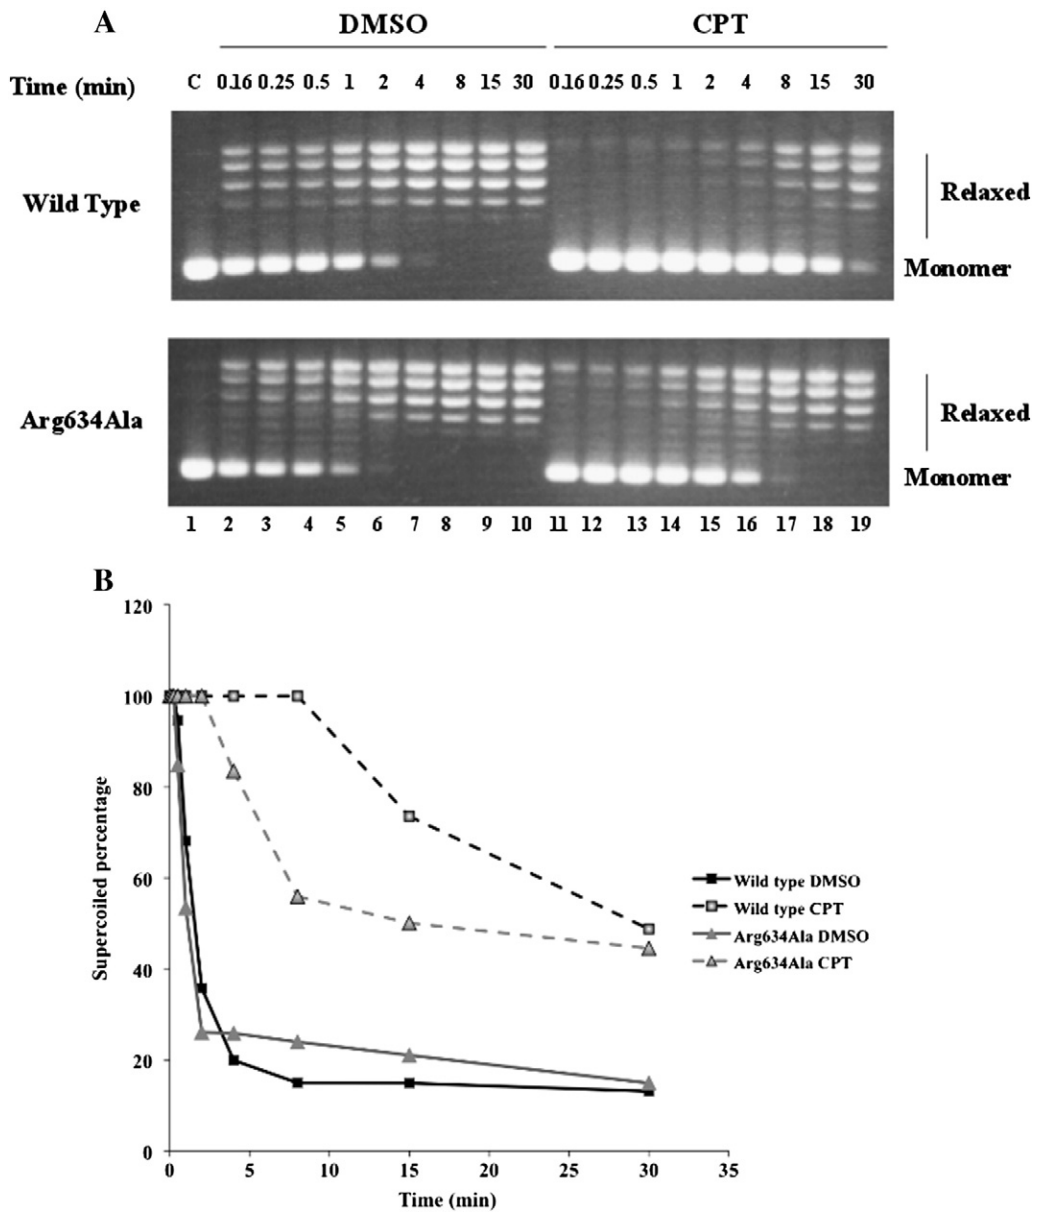 A
DMSO CPT
Time (min) C 0.16 0.25 0.5 1 2 4 8 15 30 0.16 0.25 0.5 1 2 4 8 15 30
Wild Type
Relaxed
Monomer
Arg634Ala
Relaxed
Monomer
1 2 3 4 5 6 7 8 9 10 11 12 13 14 15 16 17 18 19
B
120
100
80
60
40
20
0
Supercoiled percentage
0 5 10 15 20 25 30 35
Time (min)
Wild type DMSO
Wild type CPT
Arg634Ala DMSO
Arg634Ala CPT